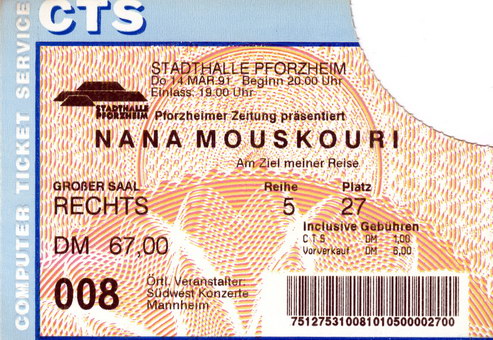 CTS
COMPUTER TICKET SERVICE
STADTHALLE PFORZHEIM
Do 14 MAR.91 Beginn 20.00 Uhr
Einlass: 19.00 Uhr
STADTHALLE
PFORZHEIM
Pforzheimer Zeitung präsentiert
NANA MOUSKOURI
Am Ziel meiner Reise
GROßER SAAL Reihe Platz
RECHTS 5 27
Inclusive Gebühren
CTS DM 1,00
Vorverkauf DM 6,00
DM 67,00
008
Örtl. Veranstalter:
Südwest Konzerte
Mannheim
75127531008101050002700